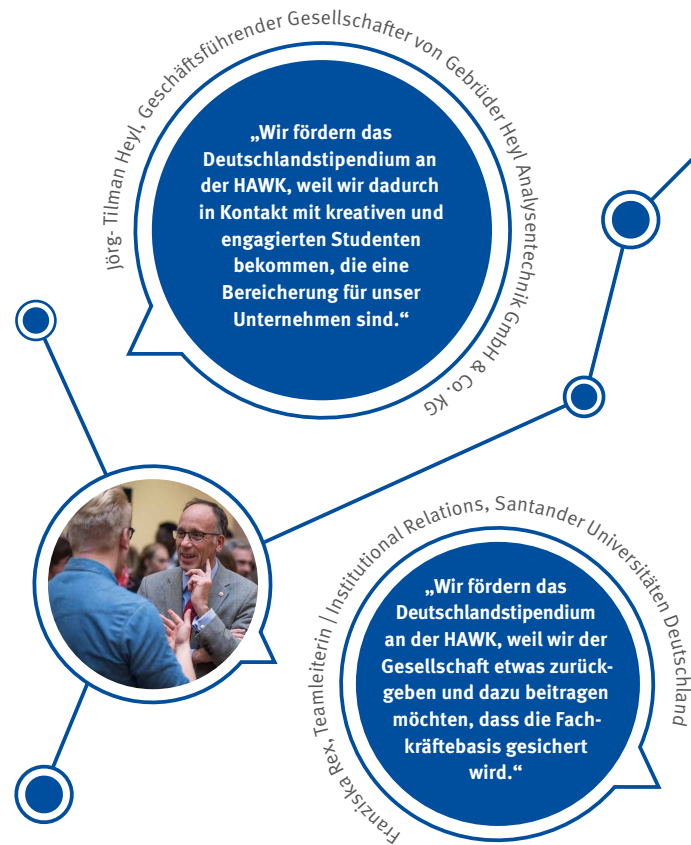 Jörg- Tilman Heyl, Geschäftsführender Gesellschafter von Gebrüder Heyl Analysentechnik GmbH & Co. KG
„Wir fördern das
Deutschlandstipendium an
der HAWK, weil wir dadurch
in Kontakt mit kreativen und
engagierten Studenten
bekommen, die eine
Bereicherung für unser
Unternehmen sind.“
Franziska Rex, Teamleiterin | Institutional Relations, Santander Universitäten Deutschland
„Wir fördern das
Deutschlandstipendium
an der HAWK, weil wir der
Gesellschaft etwas zurück-
geben und dazu beitragen
möchten, dass die Fach-
kräftebasis gesichert
wird.“